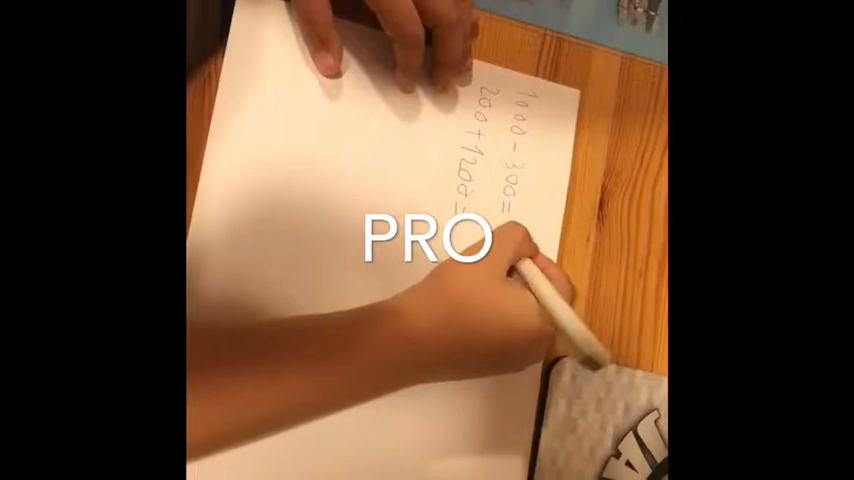 1000 - 300 =
200 + 1200 =
PRO